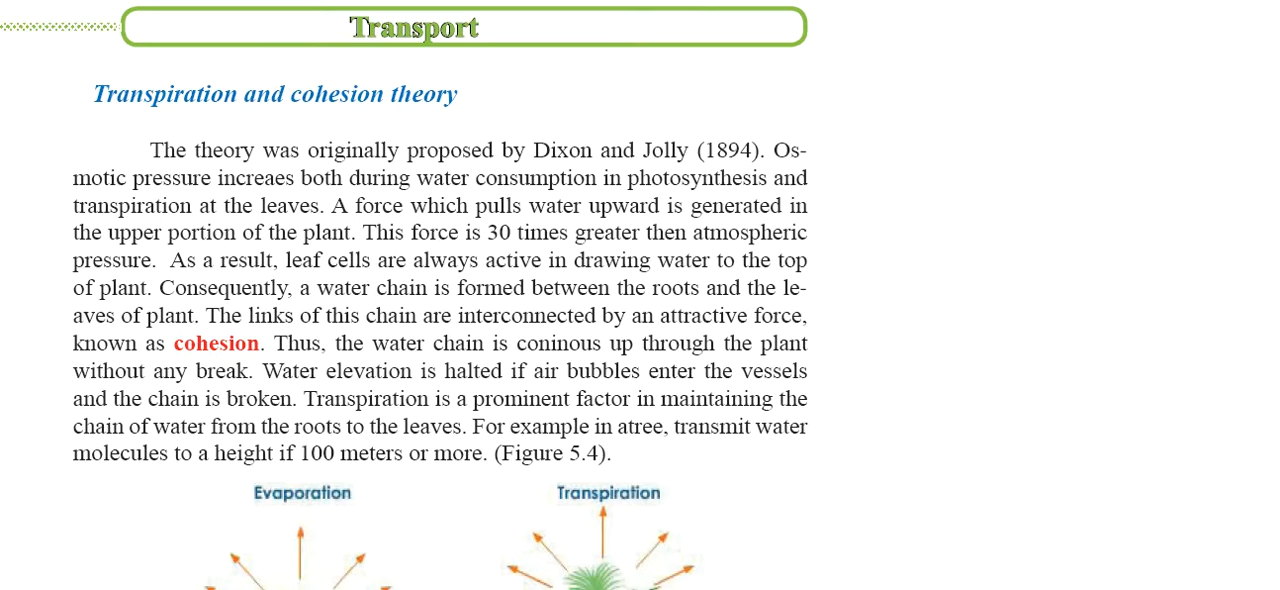 Transport
Transpiration and cohesion theory
The theory was originally proposed by Dixon and Jolly (1894). Os-
motic pressure increaes both during water consumption in photosynthesis and
transpiration at the leaves. A force which pulls water upward is generated in
the upper portion of the plant. This force is 30 times greater then atmospheric
pressure. As a result, leaf cells are always active in drawing water to the top
of plant. Consequently, a water chain is formed between the roots and the le-
aves of plant. The links of this chain are interconnected by an attractive force,
known as cohesion. Thus, the water chain is coninous up through the plant
without any break. Water elevation is halted if air bubbles enter the vessels
and the chain is broken. Transpiration is a prominent factor in maintaining the
chain of water from the roots to the leaves. For example in atree, transmit water
molecules to a height if 100 meters or more. (Figure 5.4).
Evaporation Transpiration